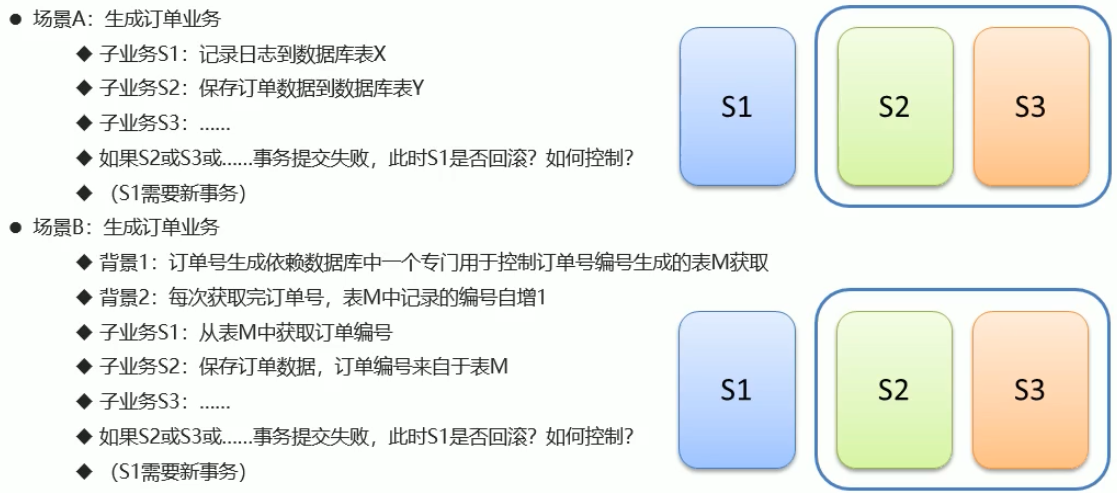 ● 场景A：生成订单业务
◆ 子业务S1：记录日志到数据库表X
◆ 子业务S2：保存订单数据到数据库表Y
◆ 子业务S3：……
◆ 如果S2或S3或……事务提交失败，此时S1是否回滚？如何控制？
◆ （S1需要新事务）
S1 S2 S3
● 场景B：生成订单业务
◆ 背景1：订单号生成依赖数据库中一个专门用于控制订单号编号生成的表M获取
◆ 背景2：每次获取完订单号，表M中记录的编号自增1
◆ 子业务S1：从表M中获取订单编号
◆ 子业务S2：保存订单数据，订单编号来自于表M
◆ 子业务S3：……
◆ 如果S2或S3或……事务提交失败，此时S1是否回滚？如何控制？
◆ （S1需要新事务）
S1 S2 S3